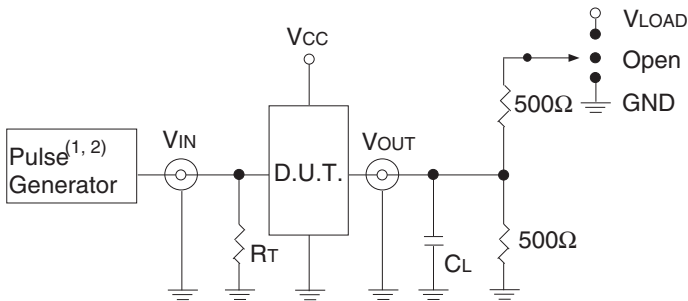 VLOAD
VCC
Open
500Ω
GND
VIN
VOUT
Pulse(1, 2)
Generator
D.U.T.
RT
CL
500Ω